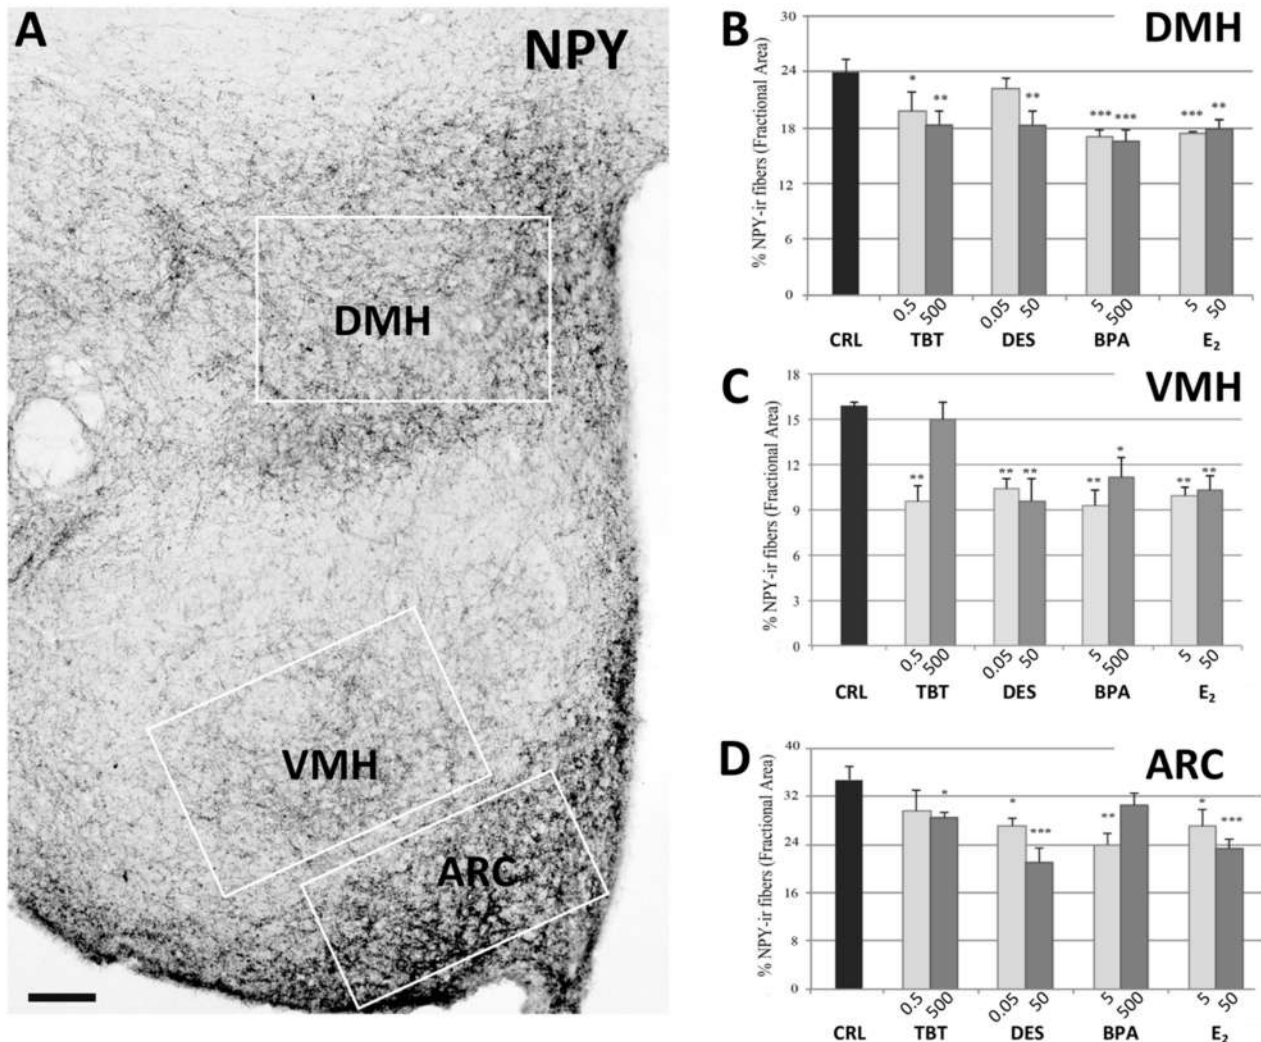 A
NPY
DMH
VMH
ARC
B
DMH
% NPY-ir fibers (Fractional Area)
30
24
18
12
6
0
* ** ** *** *** *** **
0.5 500 0.05 50 5 500 5 50
CRL TBT DES BPA E₂
C
VMH
% NPY-ir fibers (Fractional Area)
18
15
12
9
6
3
0
** ** ** ** * ** **
0.5 500 0.05 50 5 500 5 50
CRL TBT DES BPA E₂
D
ARC
% NPY-ir fibers (Fractional Area)
40
32
24
16
8
0
* * *** ** * ***
0.5 500 0.05 50 5 500 5 50
CRL TBT DES BPA E₂